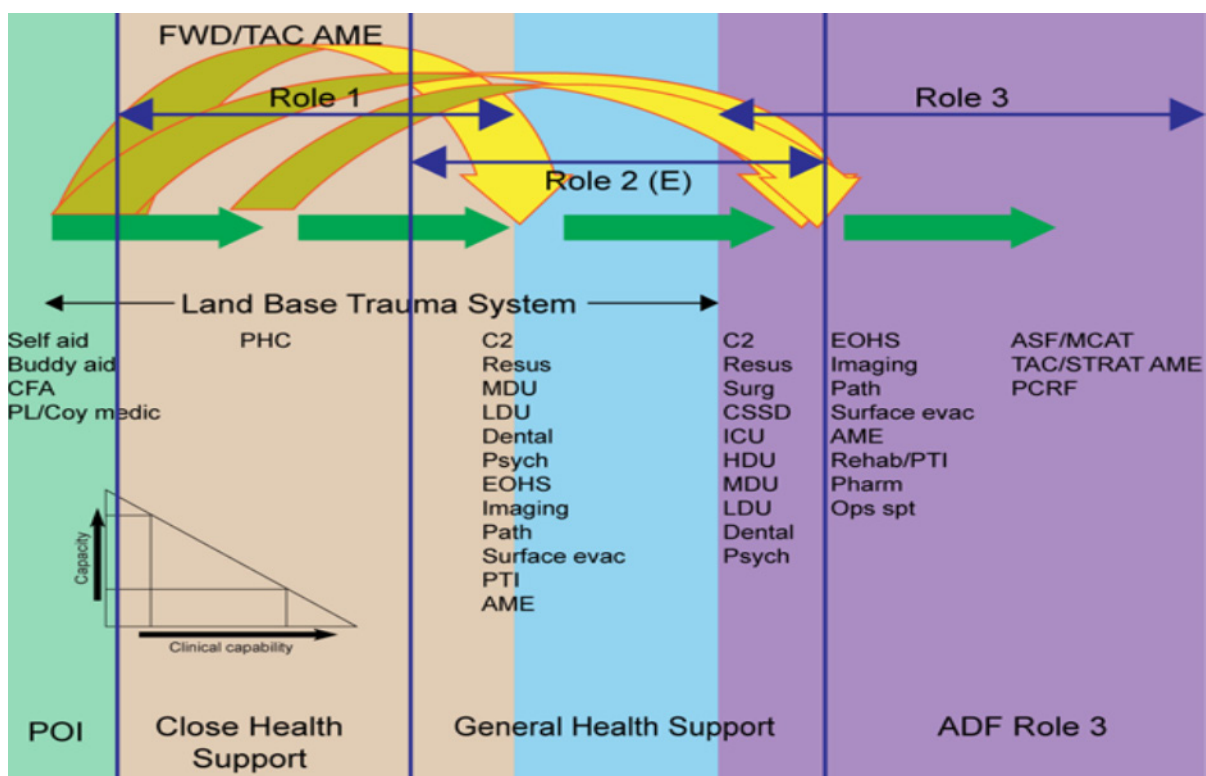 FWD/TAC AME
Role 1
Role 3
Role 2 (E)
Land Base Trauma System
Self aid
Buddy aid
CFA
PL/Coy medic
PHC
C2
Resus
MDU
LDU
Dental
Psych
EOHS
Imaging
Path
Surface evac
PTI
AME
C2
Resus
Surg
CSSD
ICU
HDU
MDU
LDU
Dental
Psych
EOHS
Imaging
Path
Surface evac
AME
Rehab/PTI
Pharm
Ops spt
ASF/MCAT
TAC/STRAT AME
PCRF
Capacity
Clinical capability
POI
Close Health
Support
General Health Support
ADF Role 3